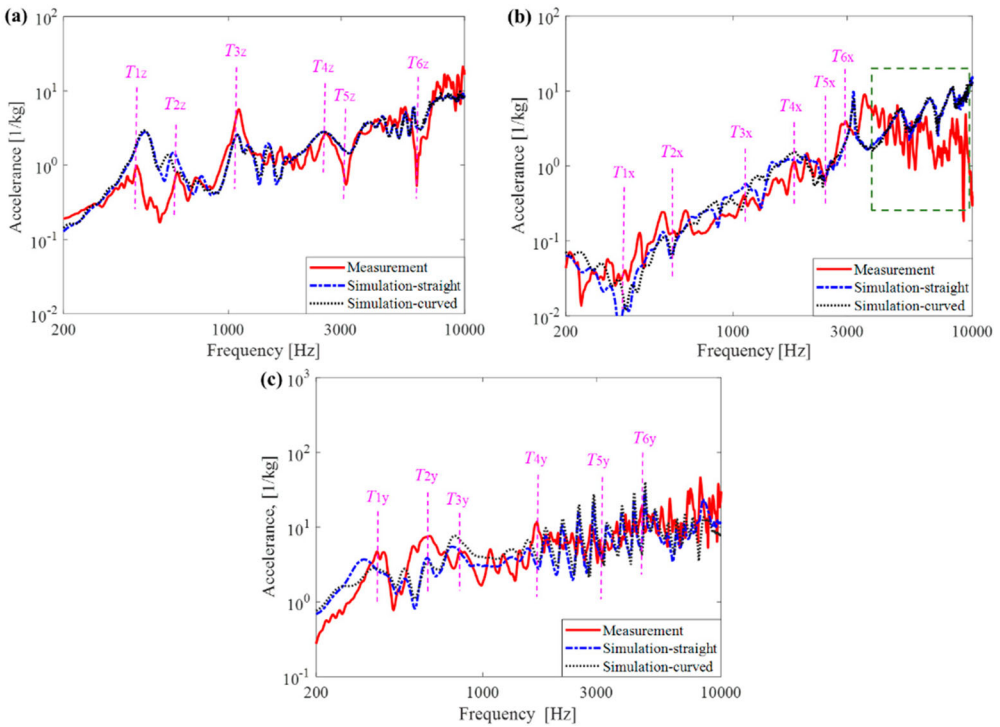 (a)
10^2
10^1
10^0
10^-1
10^-2
Accelerance [1/kg]
T1z
T2z
T3z
T4z
T5z
T6z
Measurement
Simulation-straight
Simulation-curved
200
1000
3000
10000
Frequency [Hz]
(b)
10^2
10^1
10^0
10^-1
10^-2
Accelerance [1/kg]
T1x
T2x
T3x
T4x
T5x
T6x
Measurement
Simulation-straight
Simulation-curved
200
1000
3000
10000
Frequency [Hz]
(c)
10^3
10^2
10^1
10^0
10^-1
Accelerance, [1/kg]
T1y
T2y
T3y
T4y
T5y
T6y
Measurement
Simulation-straight
Simulation-curved
200
1000
3000
10000
Frequency [Hz]